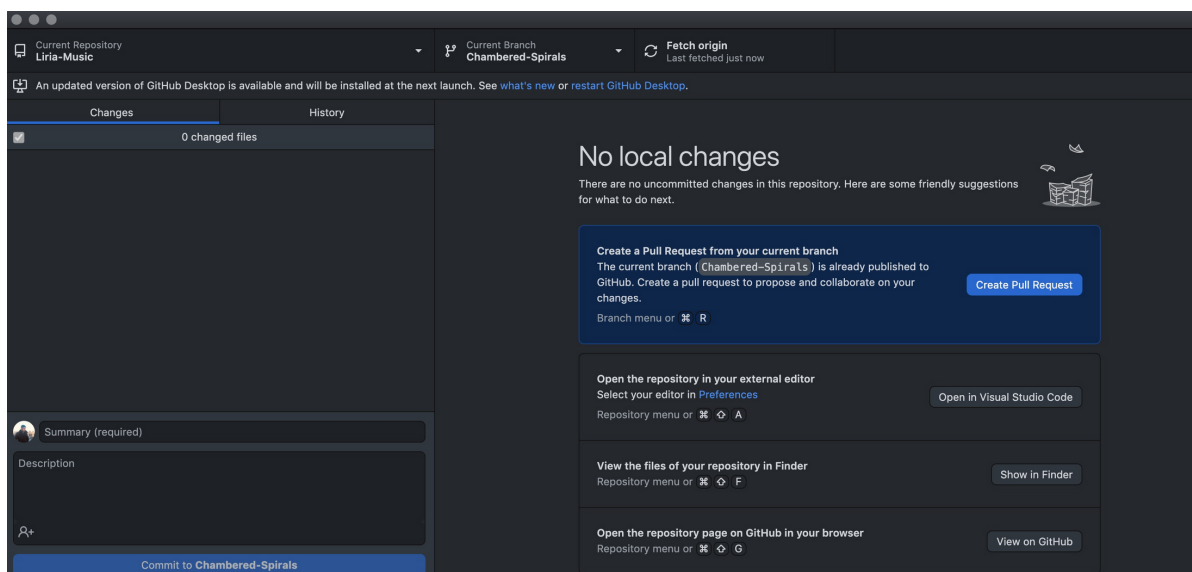 Current Repository
Liria-Music
Current Branch
Chambered-Spirals
Fetch origin
Last fetched just now
An updated version of GitHub Desktop is available and will be installed at the next launch. See what's new or restart GitHub Desktop.
Changes
History
0 changed files
No local changes
There are no uncommitted changes in this repository. Here are some friendly suggestions
for what to do next.
Create a Pull Request from your current branch
The current branch (Chambered-Spirals) is already published to
GitHub. Create a pull request to propose and collaborate on your
changes.
Branch menu or ⌘ R
Create Pull Request
Open the repository in your external editor
Select your editor in Preferences
Repository menu or ⌘ ⇧ A
Open in Visual Studio Code
View the files of your repository in Finder
Repository menu or ⌘ ⇧ F
Show in Finder
Open the repository page on GitHub in your browser
Repository menu or ⌘ ⇧ G
View on GitHub
Summary (required)
Description
Commit to Chambered-Spirals